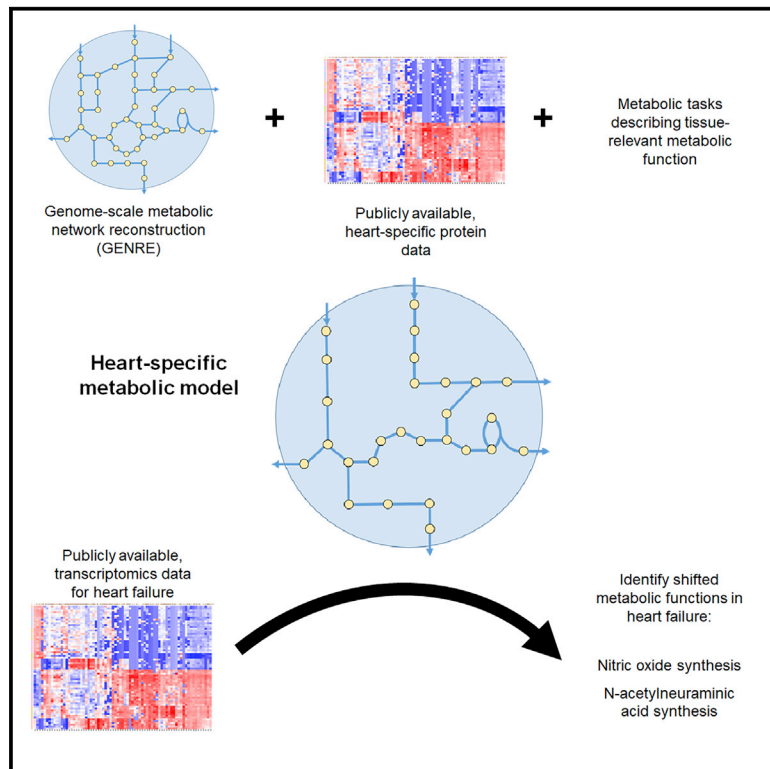 +
+
Metabolic tasks
describing tissue-
relevant metabolic
function
Genome-scale metabolic
network reconstruction
(GENRE)
Publicly available,
heart-specific protein
data
Heart-specific
metabolic model
Publicly available,
transcriptomics data
for heart failure
Identify shifted
metabolic functions in
heart failure:
Nitric oxide synthesis
N-acetylneuraminic
acid synthesis